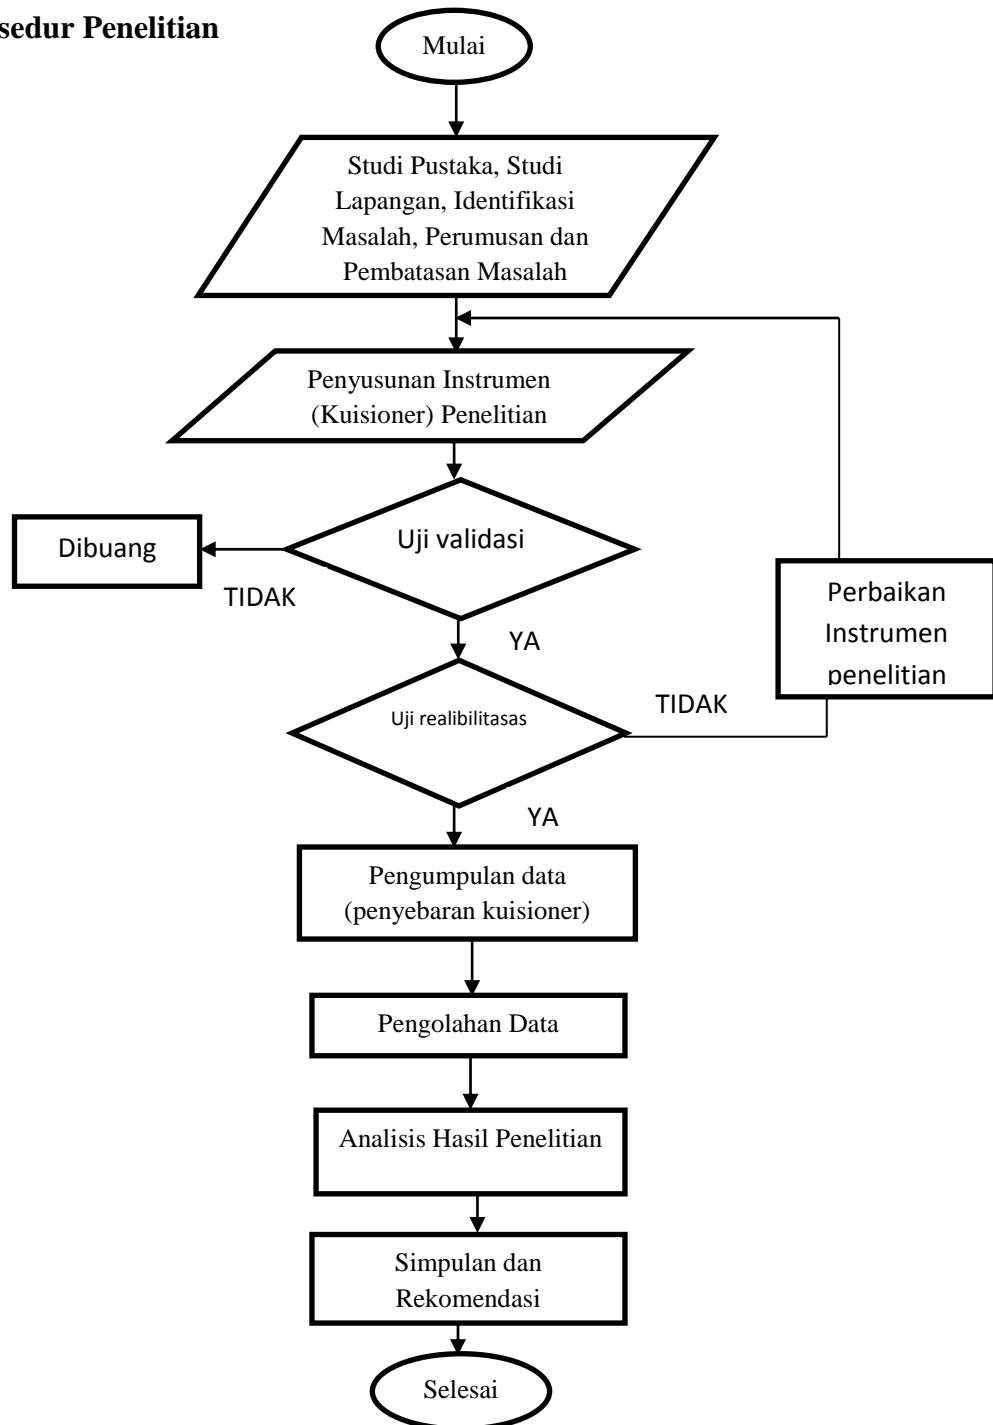 sedur Penelitian
Mulai
Studi Pustaka, Studi
Lapangan, Identifikasi
Masalah, Perumusan dan
Pembatasan Masalah
Penyusunan Instrumen
(Kuisioner) Penelitian
Uji validasi
Dibuang
TIDAK
YA
Perbaikan
Instrumen
penelitian
Uji realibilitasas
TIDAK
YA
Pengumpulan data
(penyebaran kuisioner)
Pengolahan Data
Analisis Hasil Penelitian
Simpulan dan
Rekomendasi
Selesai